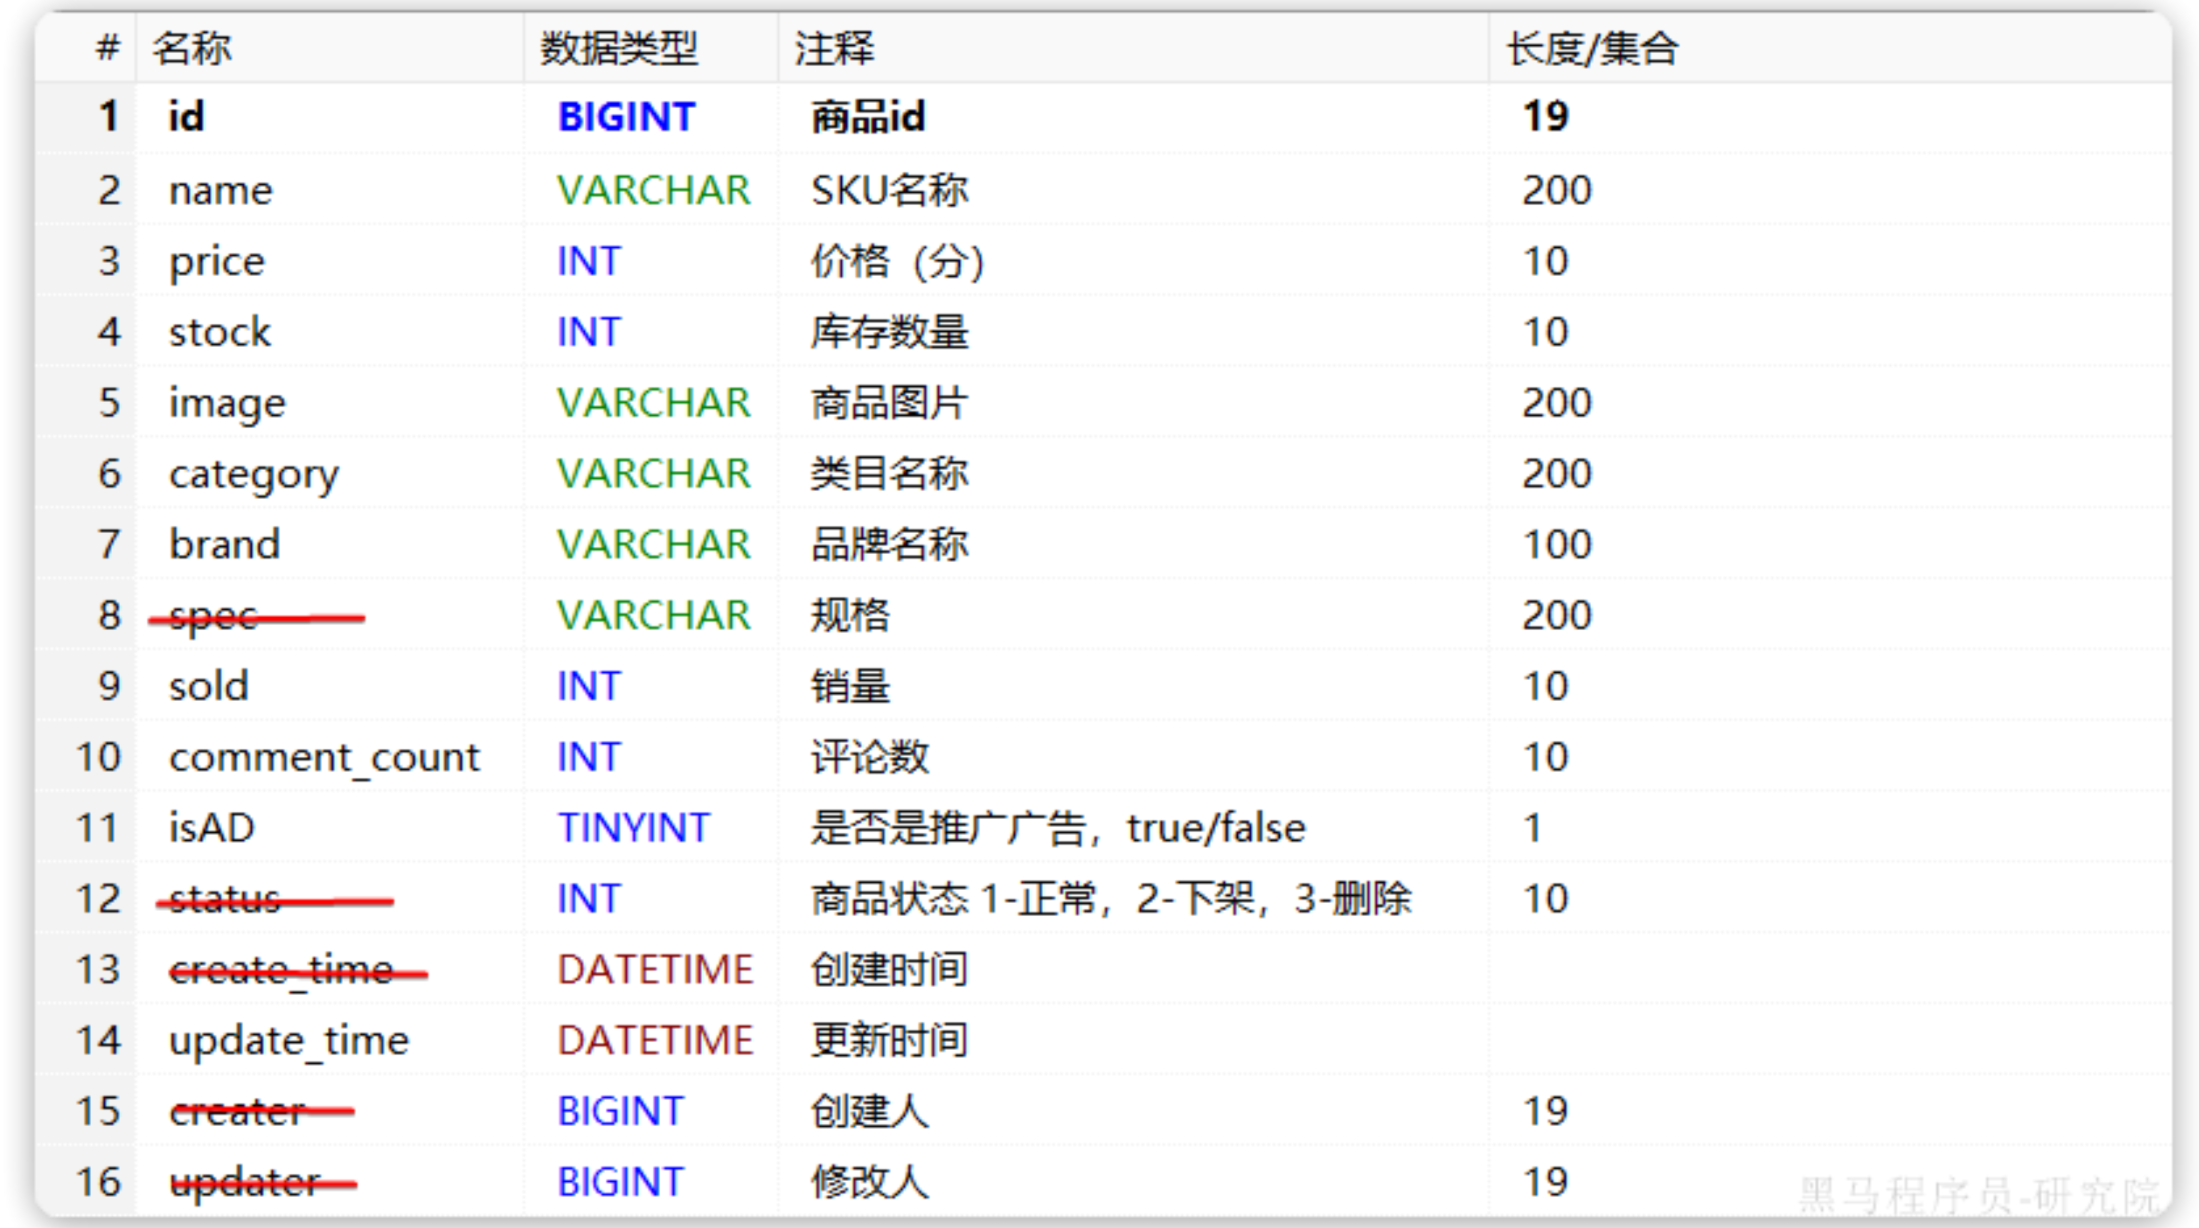 # 名称 数据类型 注释 长度/集合
1 id BIGINT 商品id 19
2 name VARCHAR SKU名称 200
3 price INT 价格（分） 10
4 stock INT 库存数量 10
5 image VARCHAR 商品图片 200
6 category VARCHAR 类目名称 200
7 brand VARCHAR 品牌名称 100
8 spec VARCHAR 规格 200
9 sold INT 销量 10
10 comment_count INT 评论数 10
11 isAD TINYINT 是否是推广广告，true/false 1
12 status INT 商品状态 1-正常，2-下架，3-删除 10
13 create_time DATETIME 创建时间
14 update_time DATETIME 更新时间
15 creater BIGINT 创建人 19
16 updater BIGINT 修改人 19
黑马程序员-研究院